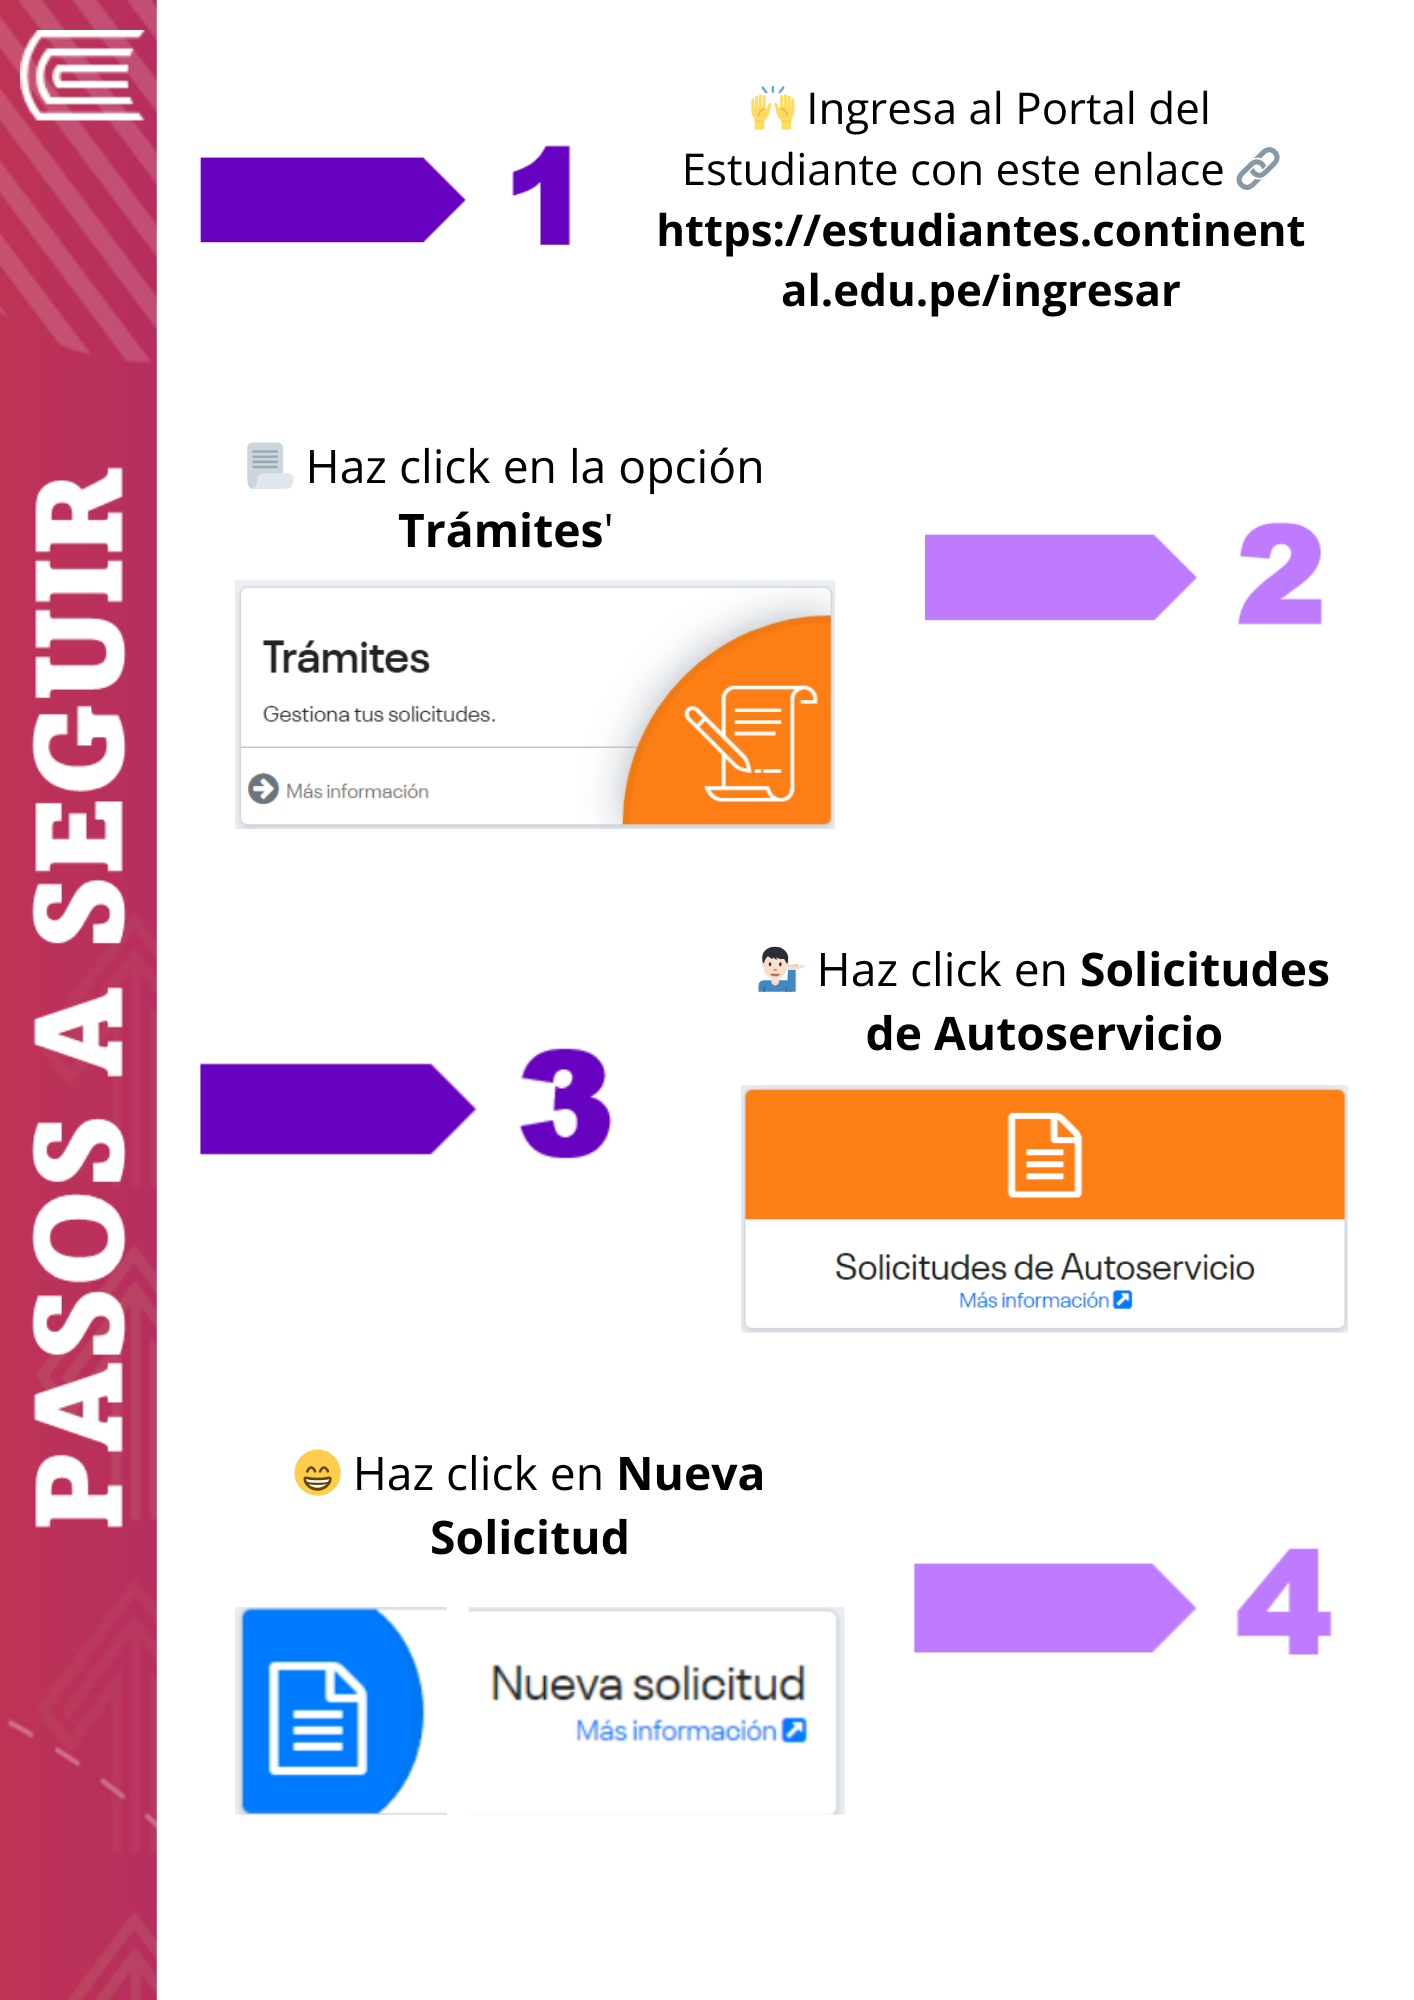 PASOS A SEGUIR
1
🙌 Ingresa al Portal del
Estudiante con este enlace 🔗
https://estudiantes.continent
al.edu.pe/ingresar
📜 Haz click en la opción
Trámites'
2
Trámites
Gestiona tus solicitudes.
Más información
💁🏻‍♂️ Haz click en Solicitudes
de Autoservicio
3
Solicitudes de Autoservicio
Más información
😁 Haz click en Nueva
Solicitud
4
Nueva solicitud
Más información